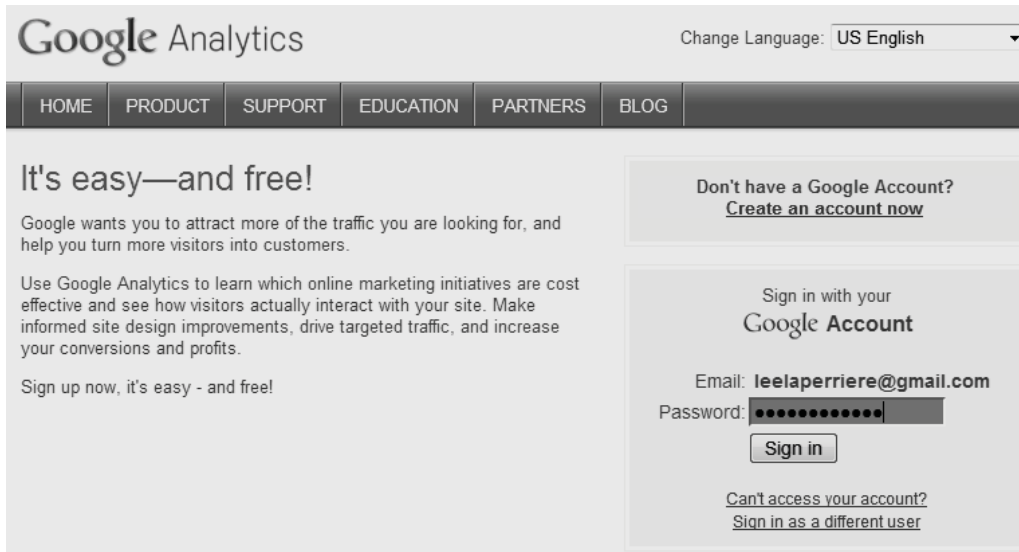 Google Analytics
Change Language: US English
HOME PRODUCT SUPPORT EDUCATION PARTNERS BLOG
It's easy—and free!
Google wants you to attract more of the traffic you are looking for, and
help you turn more visitors into customers.
Use Google Analytics to learn which online marketing initiatives are cost
effective and see how visitors actually interact with your site. Make
informed site design improvements, drive targeted traffic, and increase
your conversions and profits.
Sign up now, it's easy - and free!
Don't have a Google Account?
Create an account now
Sign in with your
Google Account
Email: leelaperriere@gmail.com
Password: ••••••••••••
Sign in
Can't access your account?
Sign in as a different user